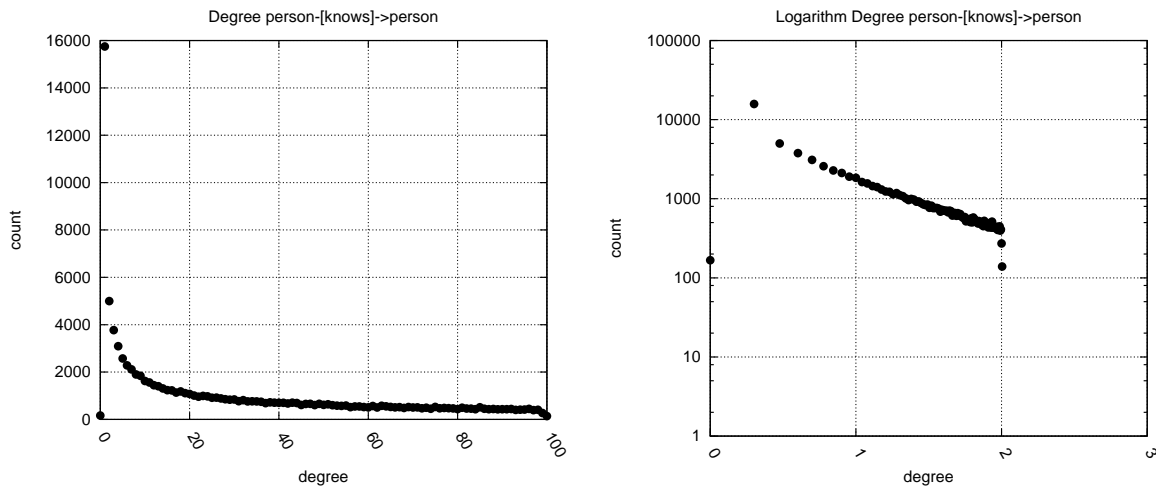 Degree person-[knows]->person
16000
14000
12000
10000
8000
6000
4000
2000
0
0 20 40 60 80 100
count
degree
Logarithm Degree person-[knows]->person
100000
10000
1000
100
10
1
0 1 2 3
count
degree